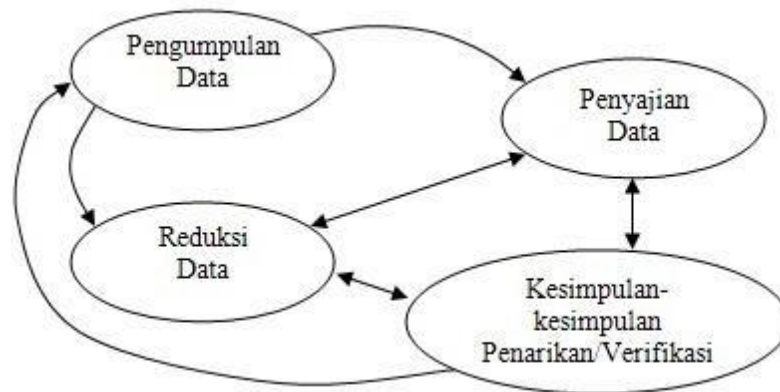 Pengumpulan
Data
Penyajian
Data
Reduksi
Data
Kesimpulan-
kesimpulan
Penarikan/Verifikasi